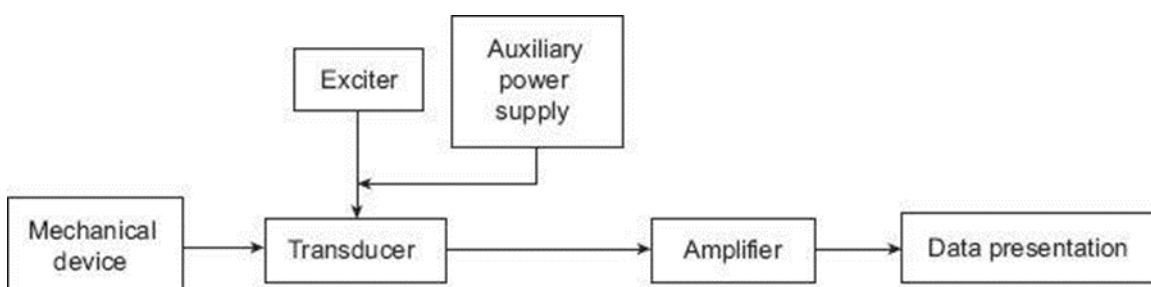 Auxiliary
power
supply
Exciter
Mechanical
device
Transducer
Amplifier
Data presentation